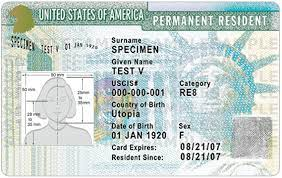 UNITED STATES OF AMERICA
PERMANENT RESIDENT
SPECIMEN
TEST V 01 JAN 1920 F
Surname
SPECIMEN
Given Name
TEST V
USCIS# Category
000-000-001 RE8
Country of Birth
Utopia
Date of Birth Sex
01 JAN 1920 F
Card Expires: 08/21/07
Resident Since: 08/21/07